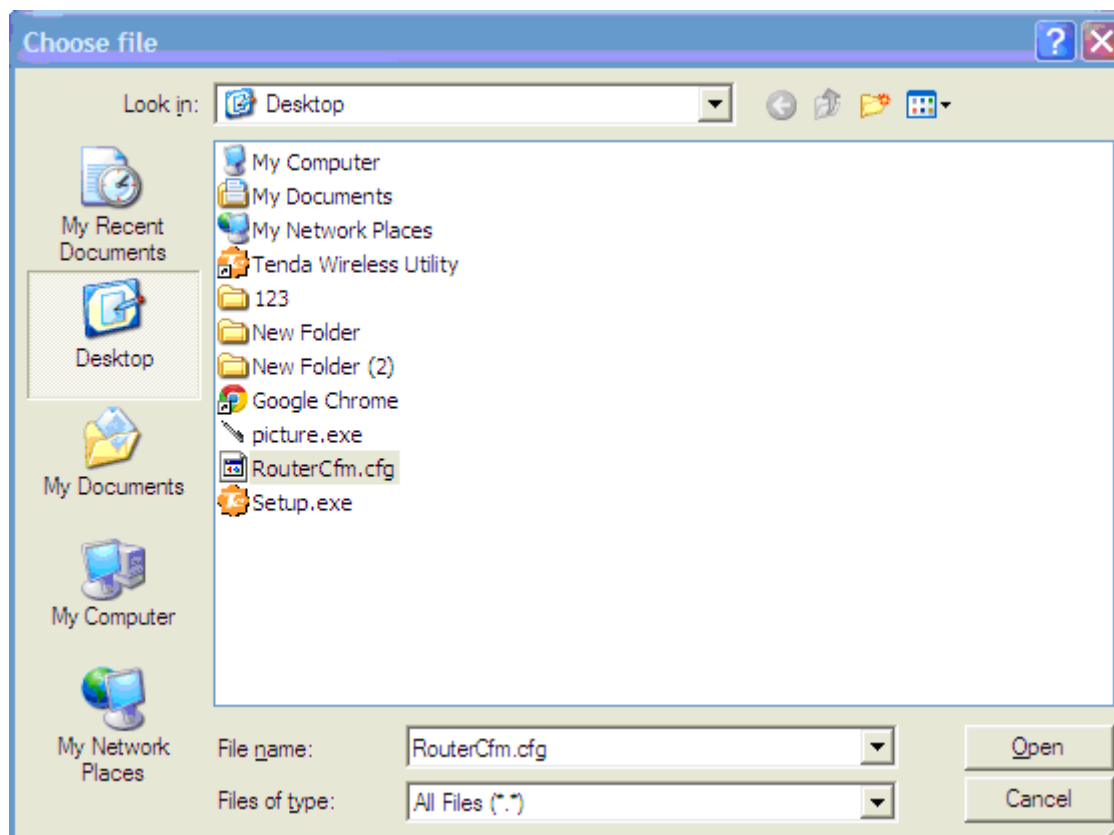 Choose file
Look in:
Desktop
My Recent
Documents
Desktop
My Documents
My Computer
My Network
Places
My Computer
My Documents
My Network Places
Tenda Wireless Utility
123
New Folder
New Folder (2)
Google Chrome
picture.exe
RouterCfm.cfg
Setup.exe
File name:
RouterCfm.cfg
Open
Files of type:
All Files (*.*)
Cancel